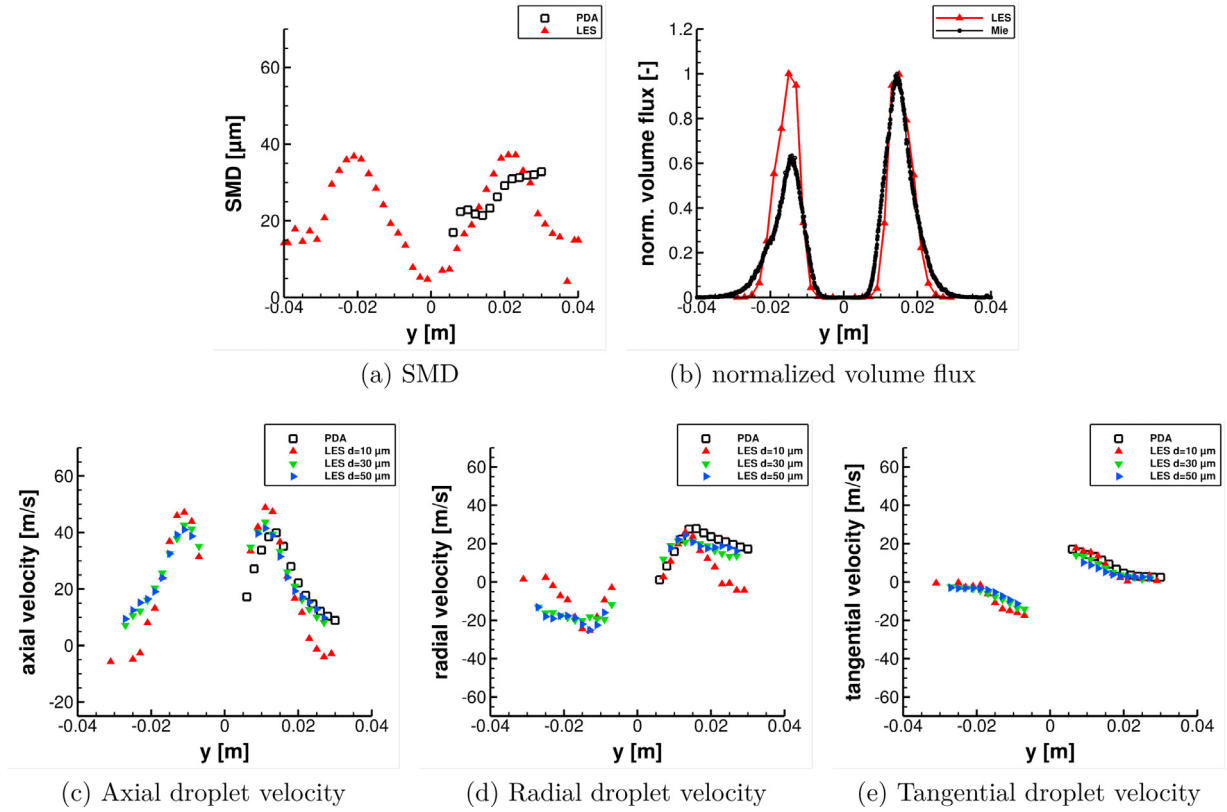 PDA
LES
60
40
20
0
SMD [µm]
-0.04 -0.02 0 0.02 0.04
y [m]
(a) SMD
LES
Mie
1.2
1
0.8
0.6
0.4
0.2
0
norm. volume flux [-]
-0.04 -0.02 0 0.02 0.04
y [m]
(b) normalized volume flux
PDA
LES d=10 µm
LES d=30 µm
LES d=50 µm
60
40
20
0
-20
axial velocity [m/s]
-0.04 -0.02 0 0.02 0.04
y [m]
(c) Axial droplet velocity
PDA
LES d=10 µm
LES d=30 µm
LES d=50 µm
60
40
20
0
-20
-40
-60
radial velocity [m/s]
-0.04 -0.02 0 0.02 0.04
y [m]
(d) Radial droplet velocity
PDA
LES d=10 µm
LES d=30 µm
LES d=50 µm
60
40
20
0
-20
-40
-60
tangential velocity [m/s]
-0.04 -0.02 0 0.02 0.04
y [m]
(e) Tangential droplet velocity